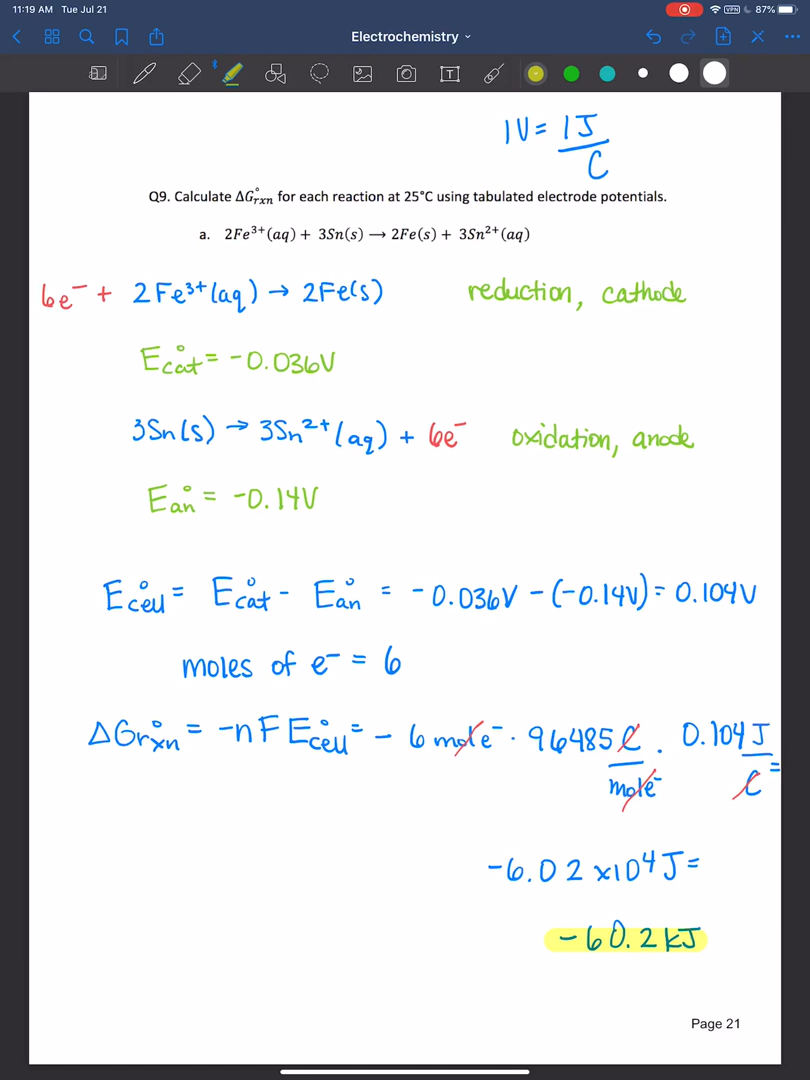 11:19 AM Tue Jul 21
VPN 87%
Electrochemistry
T
1V = 1J/C
Q9. Calculate ΔG°rxn for each reaction at 25°C using tabulated electrode potentials.
a. 2Fe³⁺(aq) + 3Sn(s) → 2Fe(s) + 3Sn²⁺(aq)
6e⁻ + 2Fe³⁺(aq) → 2Fe(s) reduction, cathode
E°cat = -0.036V
3Sn(s) → 3Sn²⁺(aq) + 6e⁻ oxidation, anode
E°an = -0.14V
E°cell = E°cat - E°an = -0.036V - (-0.14V) = 0.104V
moles of e⁻ = 6
ΔG°rxn = -nFE°cell = - 6 mole⁻ · 96485 C/mole⁻ · 0.104 J/C =
-6.02 x10⁴ J =
-60.2 kJ
Page 21